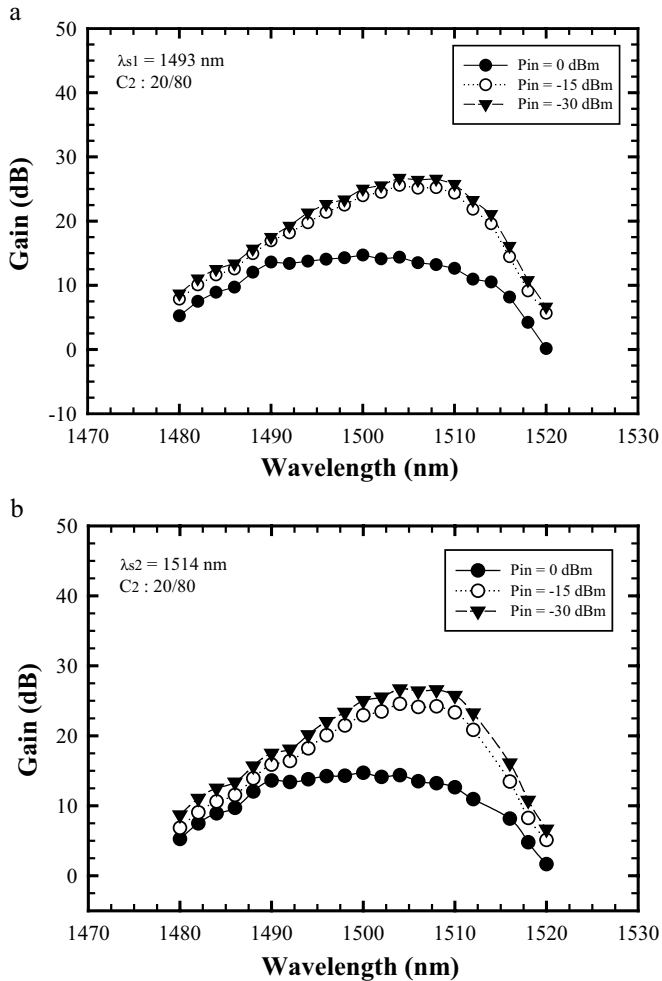 a
50
40
30
20
10
0
-10
Gain (dB)
λs1 = 1493 nm
C2 : 20/80
Pin = 0 dBm
Pin = -15 dBm
Pin = -30 dBm
1470 1480 1490 1500 1510 1520 1530
Wavelength (nm)
b
50
40
30
20
10
0
Gain (dB)
λs2 = 1514 nm
C2 : 20/80
Pin = 0 dBm
Pin = -15 dBm
Pin = -30 dBm
1470 1480 1490 1500 1510 1520 1530
Wavelength (nm)